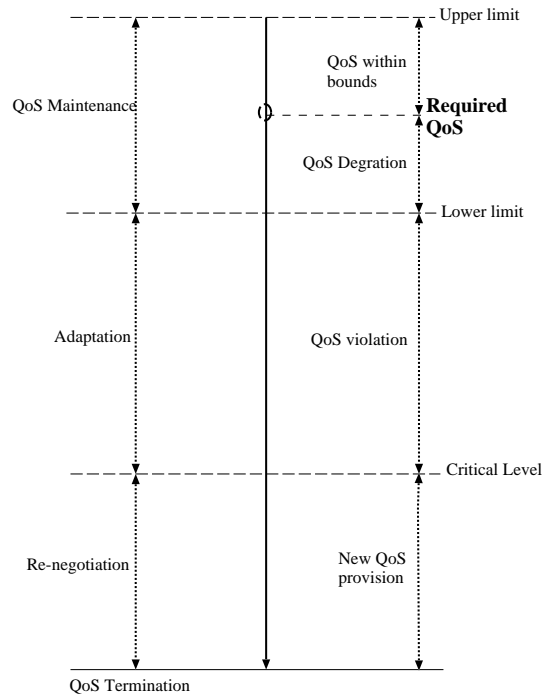 Upper limit
QoS within
bounds
QoS Maintenance
Required
QoS
QoS Degration
Lower limit
Adaptation
QoS violation
Critical Level
Re-negotiation
New QoS
provision
QoS Termination